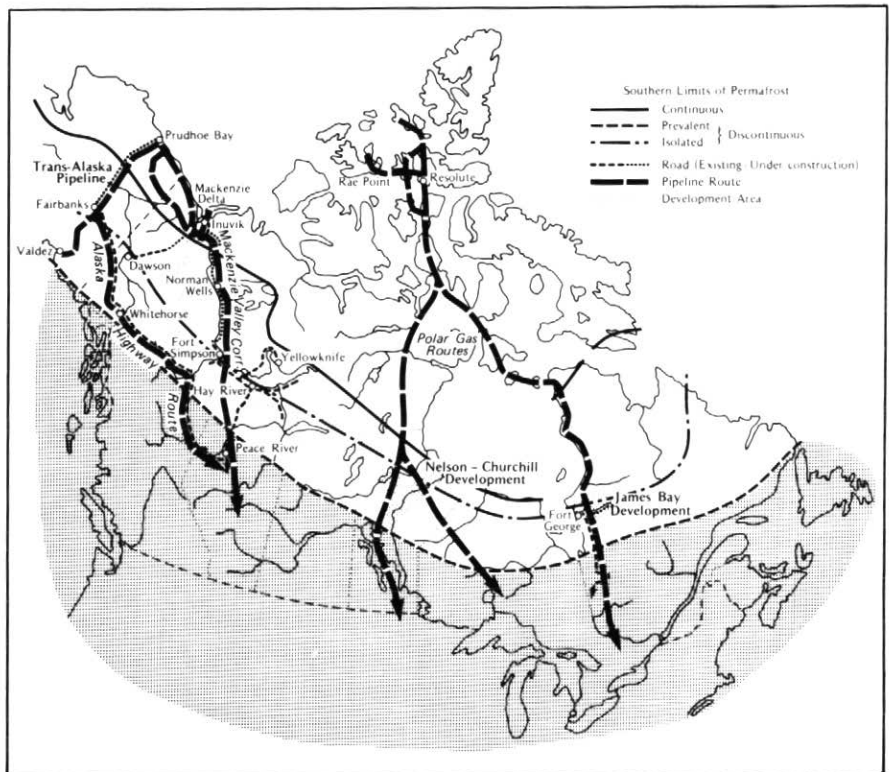 Southern Limits of Permafrost
Continuous
Prevalent
Isolated
Discontinuous
Road (Existing - Under construction)
Pipeline Route
Development Area
Prudhoe Bay
Trans-Alaska
Pipeline
Fairbanks
Valdez
Alaska
Highway
Route
Mackenzie
Delta
Inuvik
Dawson
Mackenzie Valley Corr.
Norman
Wells
Whitehorse
Fort
Simpson
Yellowknife
Hay River
Peace River
Rae Point
Resolute
Polar Gas
Routes
Nelson - Churchill
Development
James Bay
Development
Fort
George